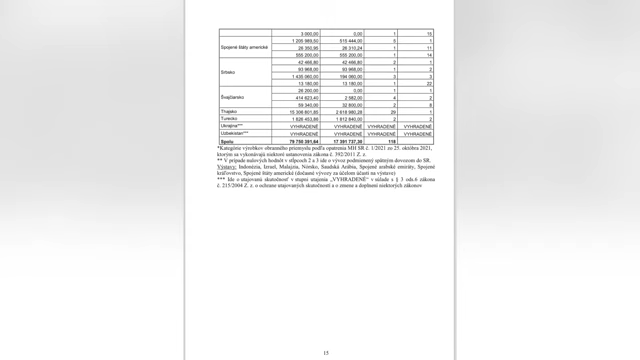 3 000,00 0,00 1 15
1 205 989,50 515 444,00 5 1
Spojené štáty americké 26 350,95 26 310,24 1 11
555 200,00 555 200,00 1 14
42 466,80 42 466,80 2 1
Srbsko 93 968,00 93 968,00 1 2
1 435 060,00 194 060,00 3 3
13 180,00 13 180,00 1 22
26 200,00 0,00 1 1
Švajčiarsko 414 623,40 2 582,00 4 2
59 340,00 32 800,00 2 8
Thajsko 15 306 801,85 2 618 980,28 29 1
Turecko 1 828 453,86 1 812 840,00 2 2
Ukrajina*** VYHRADENÉ VYHRADENÉ VYHRADENÉ VYHRADENÉ
Uzbekistan*** VYHRADENÉ VYHRADENÉ VYHRADENÉ VYHRADENÉ
Spolu 79 750 391,64 17 391 737,30 118
*Kategórie výrobkov obranného priemyslu podľa opatrenia MH SR č. 1/2021 zo 25. októbra 2021,
ktorým sa vykonávajú niektoré ustanovenia zákona č. 392/2011 Z. z.
** V prípade nulových hodnôt v stĺpcoch 2 a 3 ide o vývoz podmienený spätným dovozom do SR.
Výstavy: Indonézia, Izrael, Malajzia, Nórsko, Saudská Arábia, Spojené arabské emiráty, Spojené
kráľovstvo, Spojené štáty americké (dočasné vývozy za účelom účasti na výstave)
*** Ide o utajovanú skutočnosť v stupni utajenia „VYHRADENÉ" v súlade s § 3 ods.6 zákona
č. 215/2004 Z. z. o ochrane utajovaných skutočností a o zmene a doplnení niektorých zákonov
15